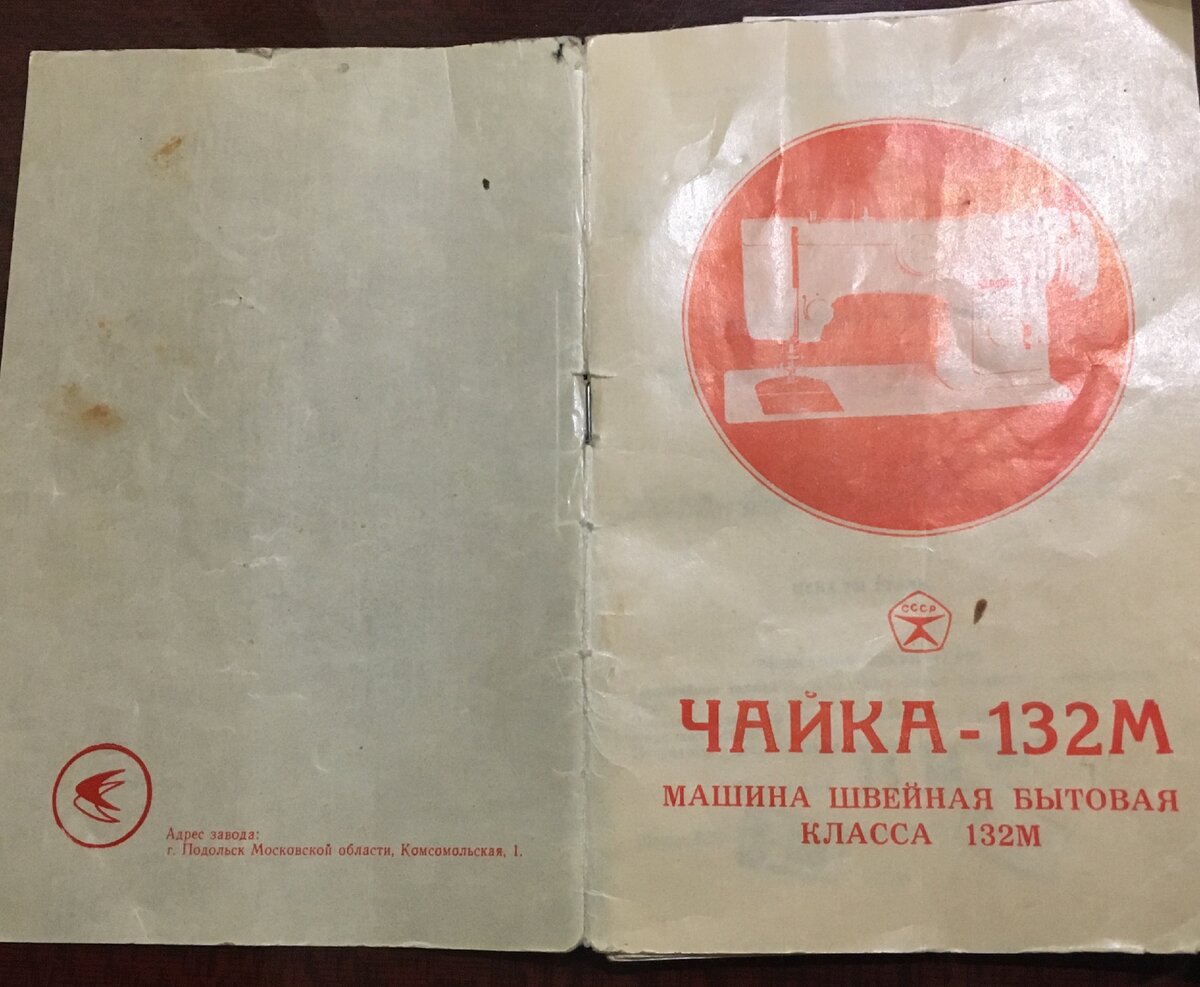 Адрес завода:
г. Подольск Московской области, Комсомольская, 1.
СССР
ЧАЙКА-132М
МАШИНА ШВЕЙНАЯ БЫТОВАЯ
КЛАССА 132М